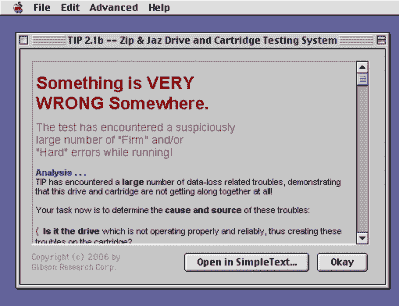 File Edit Advanced Help
TIP 2.1b -- Zip & Jaz Drive and Cartridge Testing System
Something is VERY
WRONG Somewhere.
The test has encountered a suspiciously
large number of "Firm" and/or
"Hard" errors while running!
Analysis . . .
TIP has encountered a large number of data-loss related troubles, demonstrating
that this drive and cartridge are not getting along together at all!
Your task now is to determine the cause and source of these troubles:
( Is it the drive which is not operating properly and reliably, thus creating these
troubles on the cartridge?
Copyright (c) 2006 by
Gibson Research Corp.
Open in SimpleText...
Okay